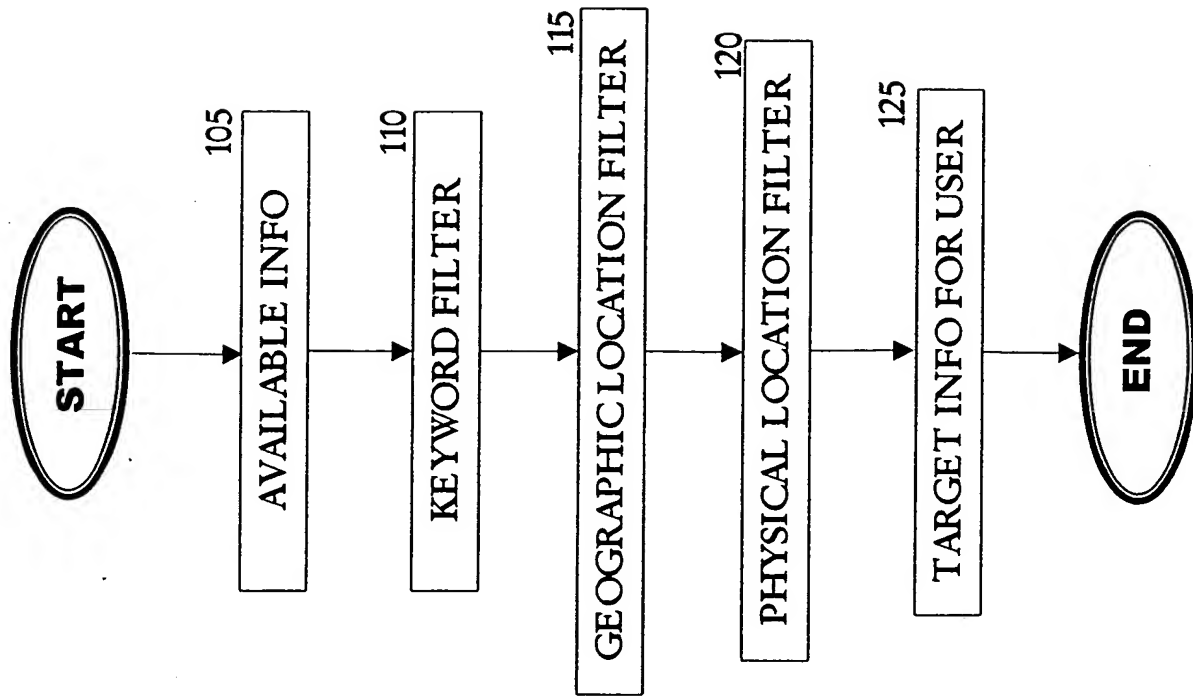 START
105
AVAILABLE INFO
110
KEYWORD FILTER
115
GEOGRAPHIC LOCATION FILTER
120
PHYSICAL LOCATION FILTER
125
TARGET INFO FOR USER
END